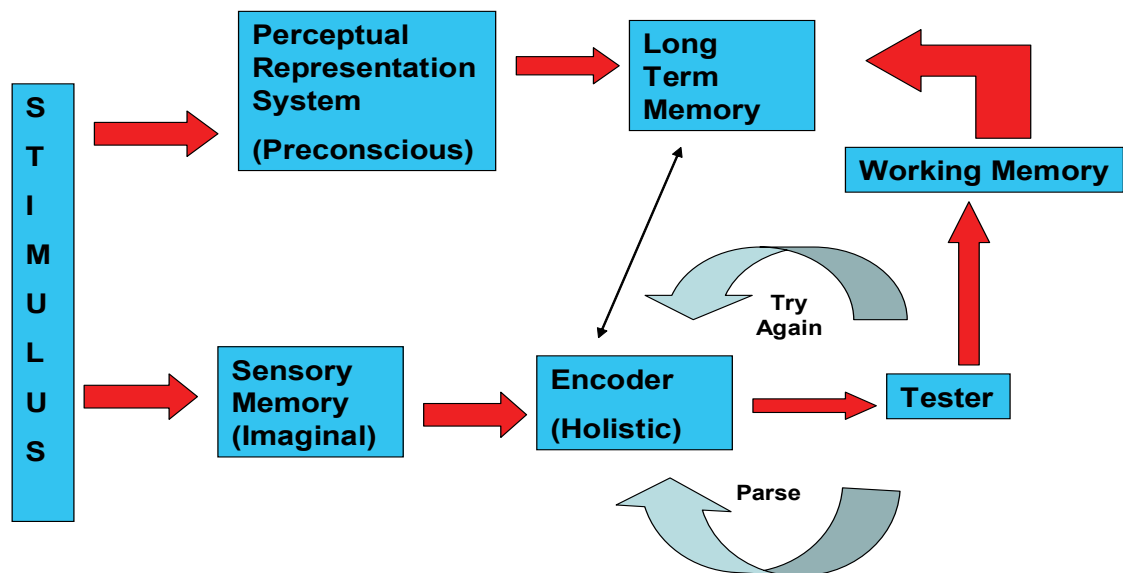 S
T
I
M
U
L
U
S
Perceptual
Representation
System
(Preconscious)
Long
Term
Memory
Working Memory
Try
Again
Sensory
Memory
(Imaginal)
Encoder
(Holistic)
Tester
Parse